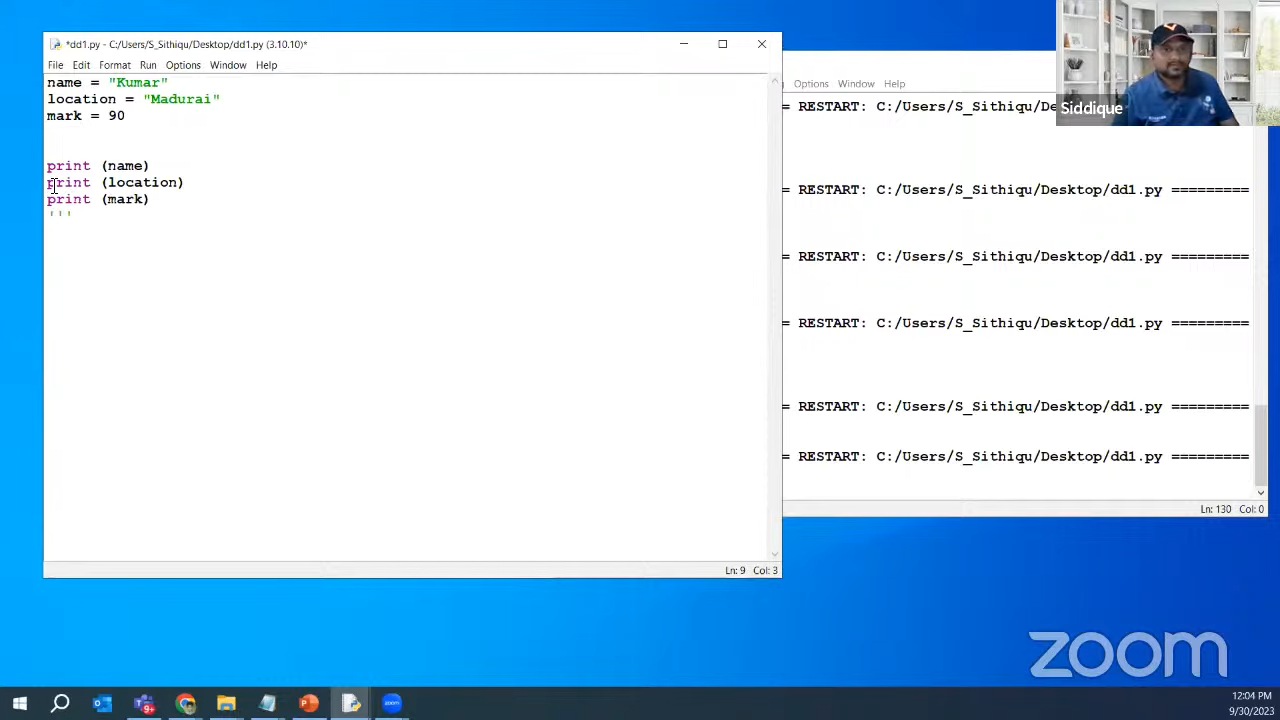 *dd1.py - C:/Users/S_Sithiqu/Desktop/dd1.py (3.10.10)*
File Edit Format Run Options Window Help
name = "Kumar"
location = "Madurai"
mark = 90
print (name)
print (location)
print (mark)
'''
Ln: 9 Col: 3
Options Window Help
= RESTART: C:/Users/S_Sithiqu/De
= RESTART: C:/Users/S_Sithiqu/Desktop/dd1.py =========
= RESTART: C:/Users/S_Sithiqu/Desktop/dd1.py =========
= RESTART: C:/Users/S_Sithiqu/Desktop/dd1.py =========
= RESTART: C:/Users/S_Sithiqu/Desktop/dd1.py =========
= RESTART: C:/Users/S_Sithiqu/Desktop/dd1.py =========
Ln: 130 Col: 0
Siddique
zoom
zoom
12:04 PM
9/30/2023